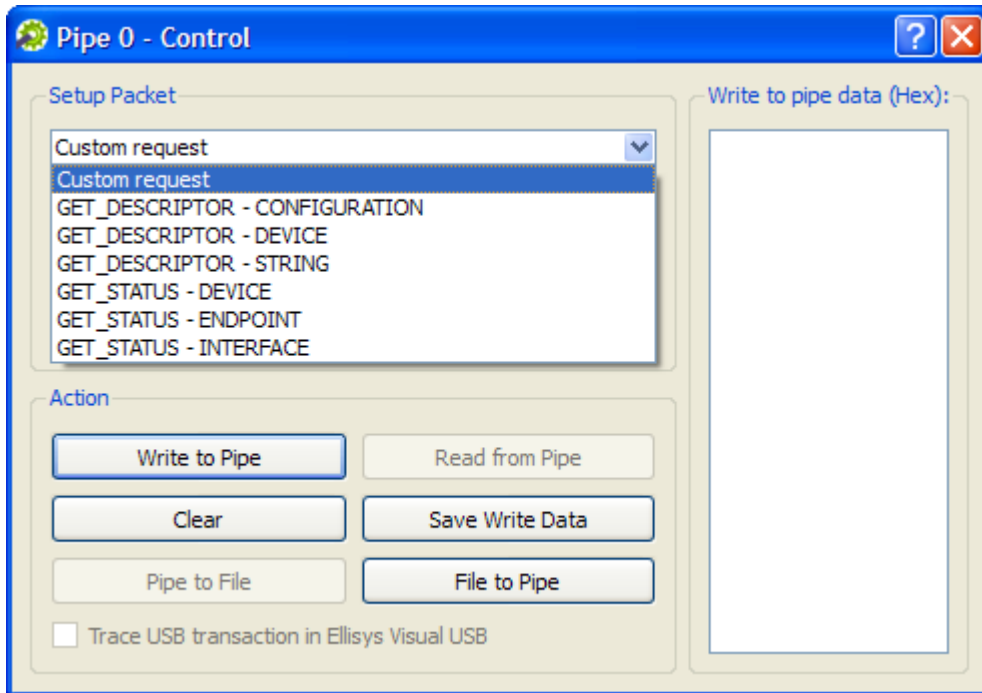 Pipe 0 - Control
?
Setup Packet
Custom request
Custom request
GET_DESCRIPTOR - CONFIGURATION
GET_DESCRIPTOR - DEVICE
GET_DESCRIPTOR - STRING
GET_STATUS - DEVICE
GET_STATUS - ENDPOINT
GET_STATUS - INTERFACE
Write to pipe data (Hex):
Action
Write to Pipe
Read from Pipe
Clear
Save Write Data
Pipe to File
File to Pipe
Trace USB transaction in Ellisys Visual USB